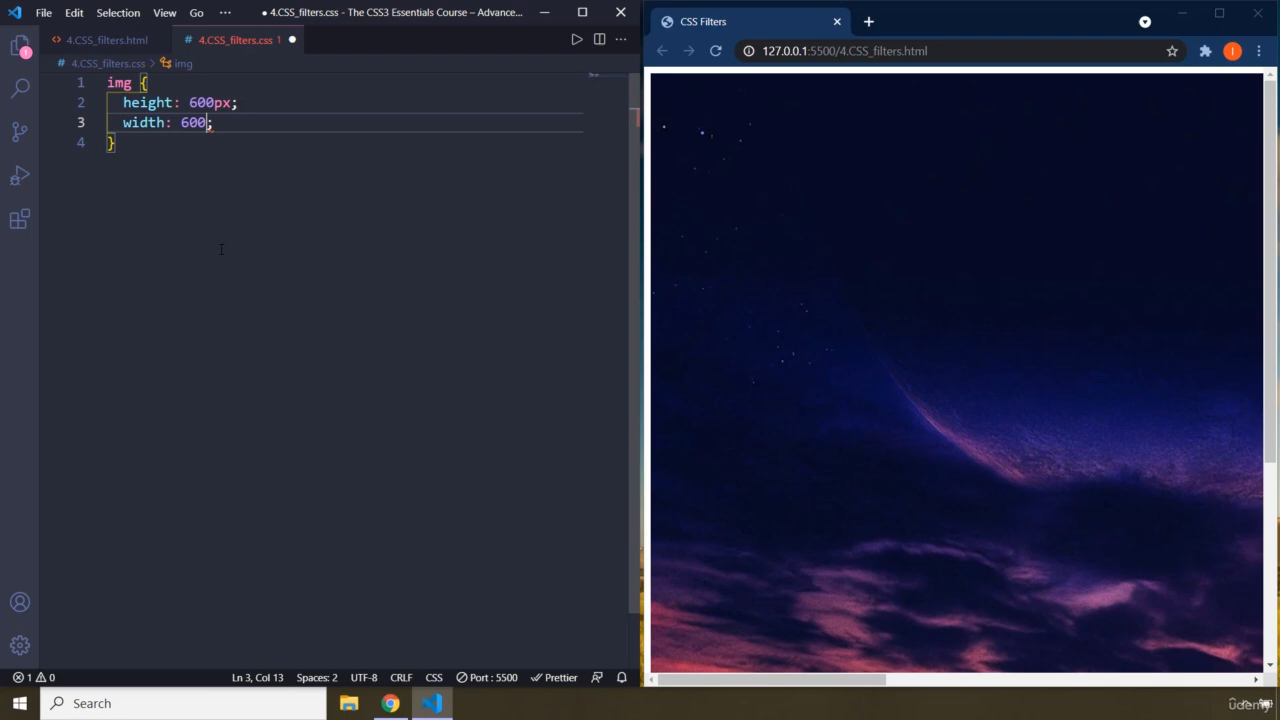 File Edit Selection View Go ··· ● 4.CSS_filters.css - The CSS3 Essentials Course – Advance...
<> 4.CSS_filters.html # 4.CSS_filters.css 1 ●
# 4.CSS_filters.css > img
1 img {
2 height: 600px;
3 width: 600;
4 }
1 0 Ln 3, Col 13 Spaces: 2 UTF-8 CRLF CSS Port : 5500 Prettier
CSS Filters
127.0.0.1:5500/4.CSS_filters.html
I
Search
udemy